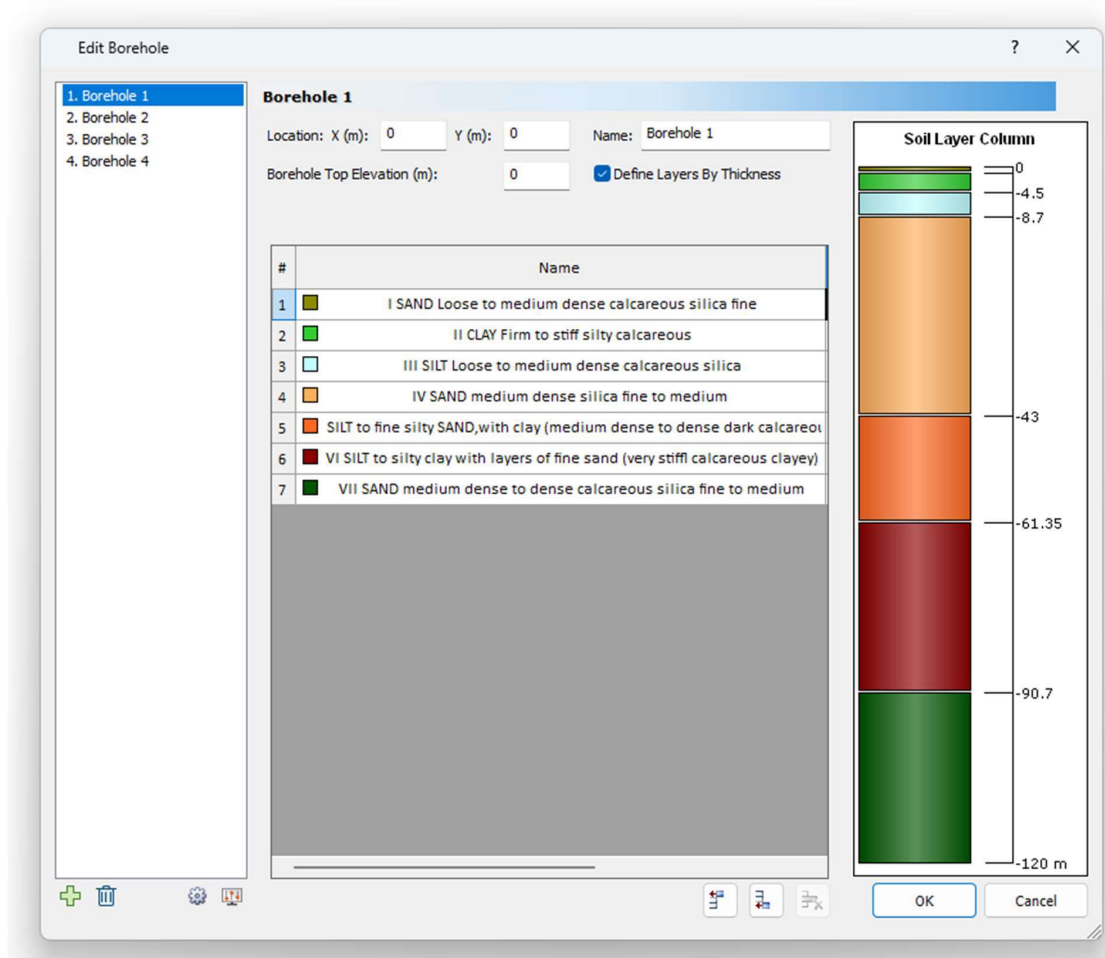 Edit Borehole
?
1. Borehole 1
2. Borehole 2
3. Borehole 3
4. Borehole 4
Borehole 1
Location: X (m): 0 Y (m): 0 Name: Borehole 1
Borehole Top Elevation (m): 0 Define Layers By Thickness
# Name
1 I SAND Loose to medium dense calcareous silica fine
2 II CLAY Firm to stiff silty calcareous
3 III SILT Loose to medium dense calcareous silica
4 IV SAND medium dense silica fine to medium
5 SILT to fine silty SAND,with clay (medium dense to dense dark calcareou
6 VI SILT to silty clay with layers of fine sand (very stiffl calcareous clayey)
7 VII SAND medium dense to dense calcareous silica fine to medium
Soil Layer Column
0
-4.5
-8.7
-43
-61.35
-90.7
-120 m
OK Cancel